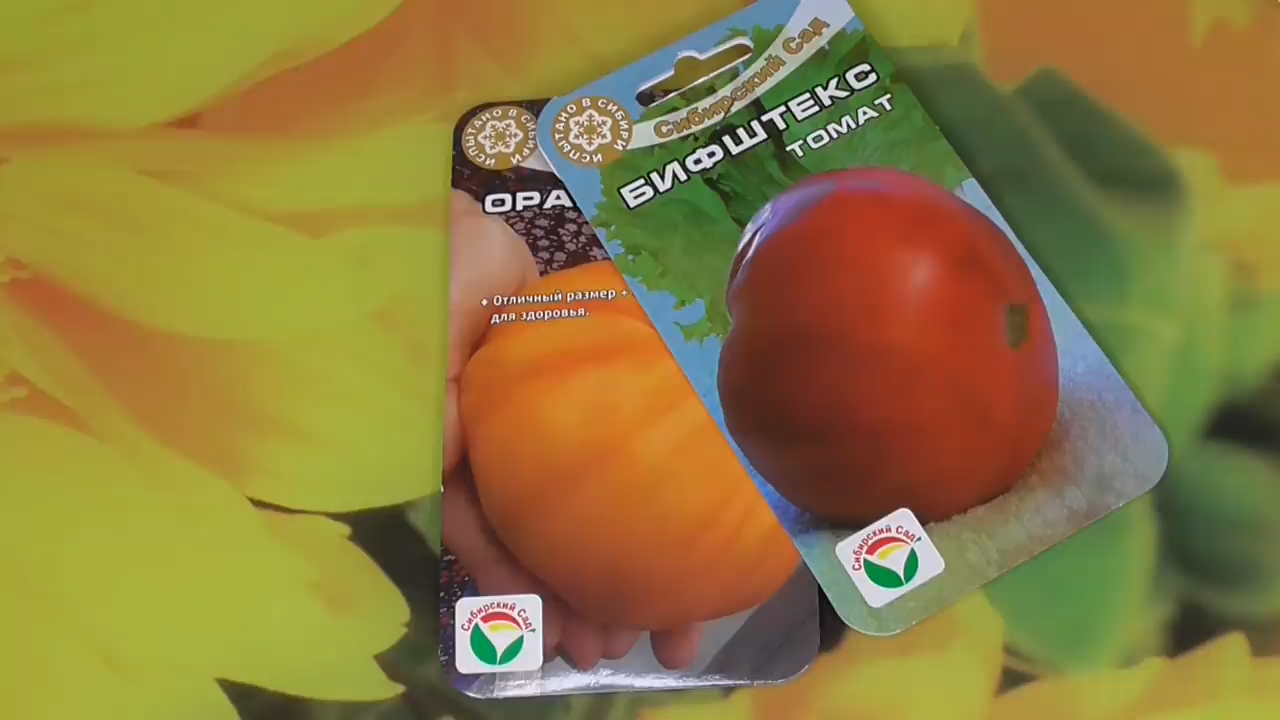 Сибирский Сад
ИСПЫТАНО В СИБИРИ
БИФШТЕКС
ТОМАТ
Сибирский Сад!
ИСПЫТАНО В СИБИРИ
ОРА
♦ Отличный размер +
для здоровья.
Сибирский Сад!